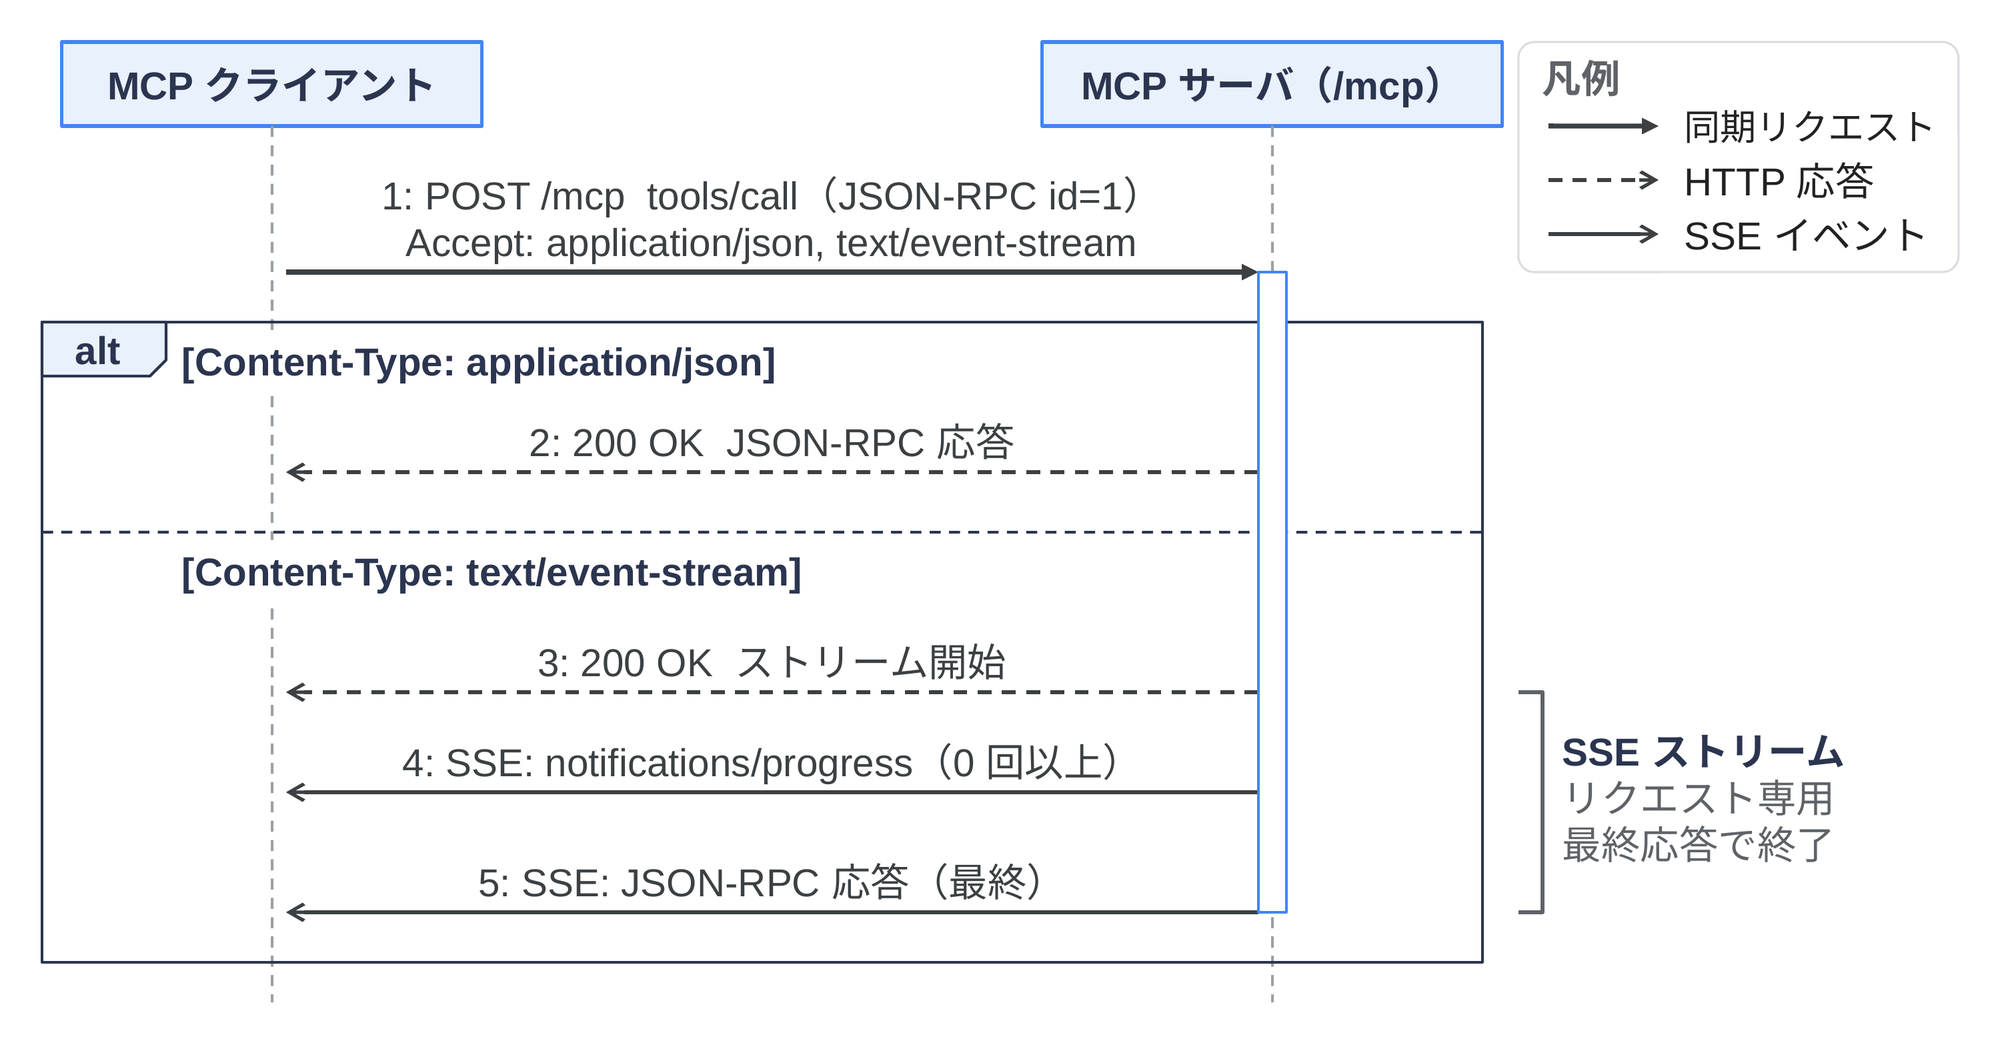 MCP クライアント
MCP サーバ（/mcp）
凡例
同期リクエスト
HTTP 応答
SSE イベント
1: POST /mcp  tools/call（JSON-RPC id=1）
Accept: application/json, text/event-stream
alt
[Content-Type: application/json]
2: 200 OK  JSON-RPC 応答
[Content-Type: text/event-stream]
3: 200 OK  ストリーム開始
4: SSE: notifications/progress（0 回以上）
5: SSE: JSON-RPC 応答（最終）
SSE ストリーム
リクエスト専用
最終応答で終了